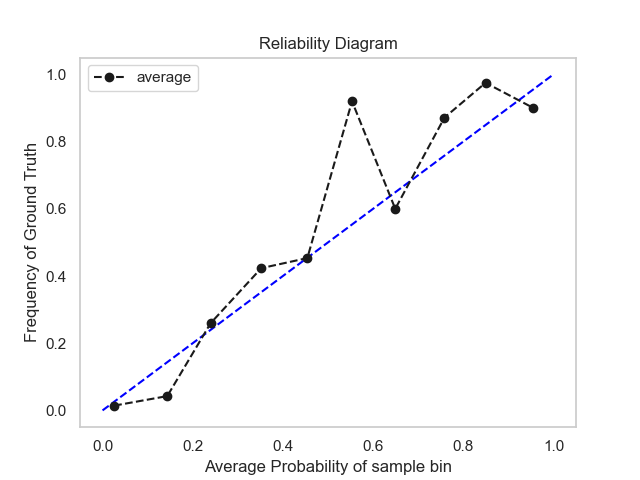 Reliability Diagram
average
Frequency of Ground Truth
1.0
0.8
0.6
0.4
0.2
0.0
0.0 0.2 0.4 0.6 0.8 1.0
Average Probability of sample bin